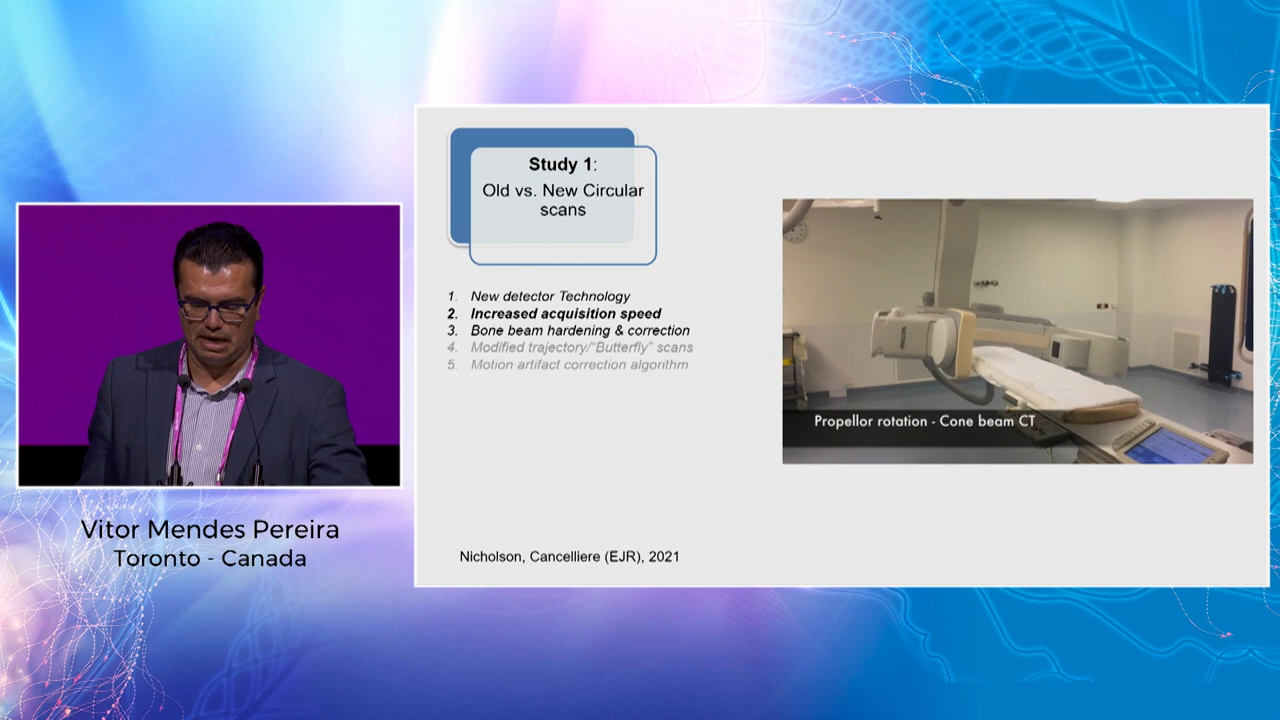 Study 1:
Old vs. New Circular
scans
1. New detector Technology
2. Increased acquisition speed
3. Bone beam hardening & correction
4. Modified trajectory/"Butterfly" scans
5. Motion artifact correction algorithm
Propellor rotation - Cone beam CT
Nicholson, Cancelliere (EJR), 2021
Vitor Mendes Pereira
Toronto - Canada